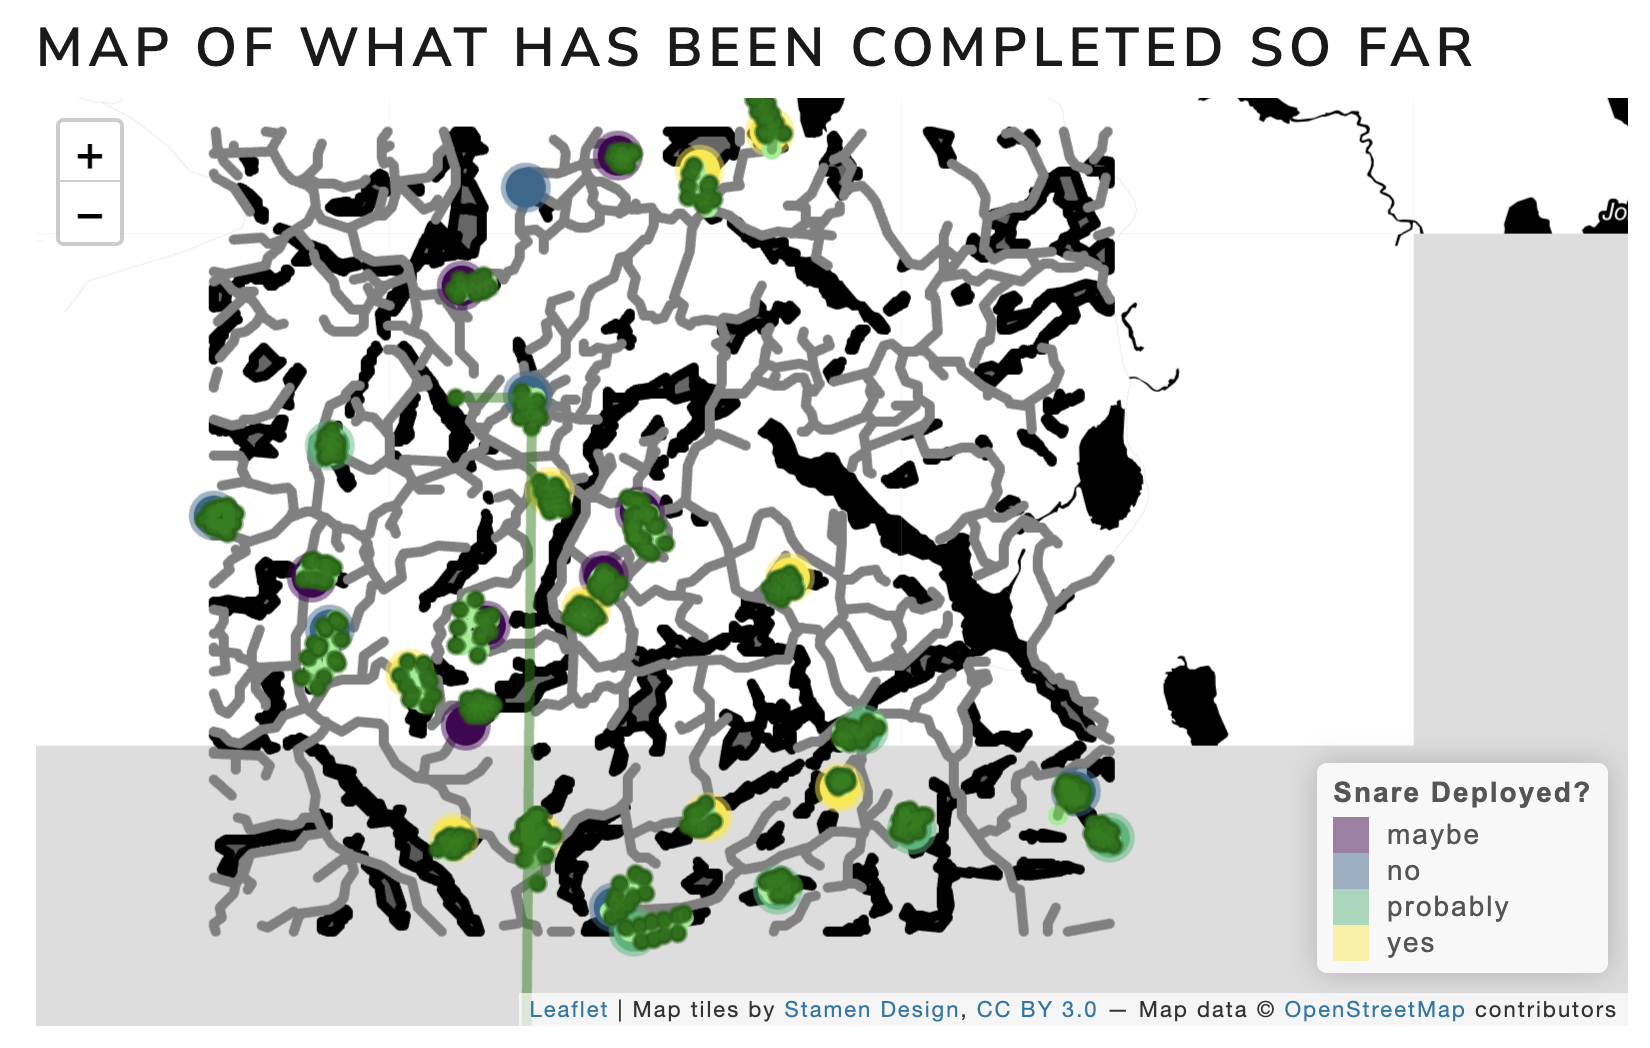 MAP OF WHAT HAS BEEN COMPLETED SO FAR
+
−
Jo
Snare Deployed?
maybe
no
probably
yes
Leaflet | Map tiles by Stamen Design, CC BY 3.0 — Map data © OpenStreetMap contributors